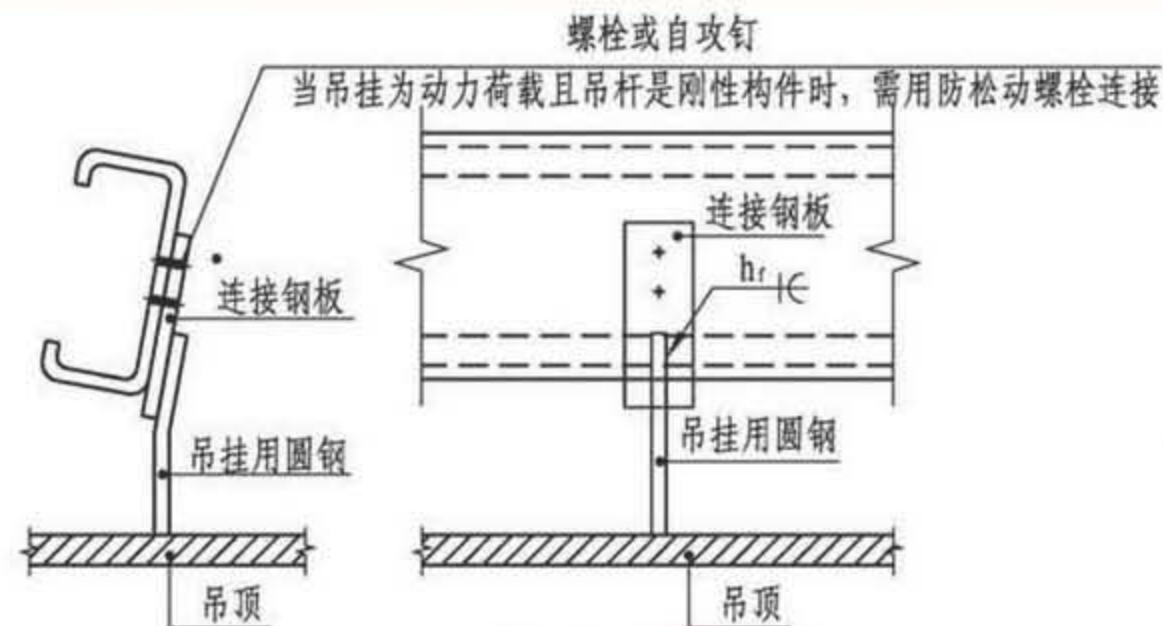 螺栓或自攻钉
当吊挂为动力荷载且吊杆是刚性构件时，需用防松动螺栓连接
连接钢板
hf
连接钢板
吊挂用圆钢
吊挂用圆钢
吊顶
吊顶